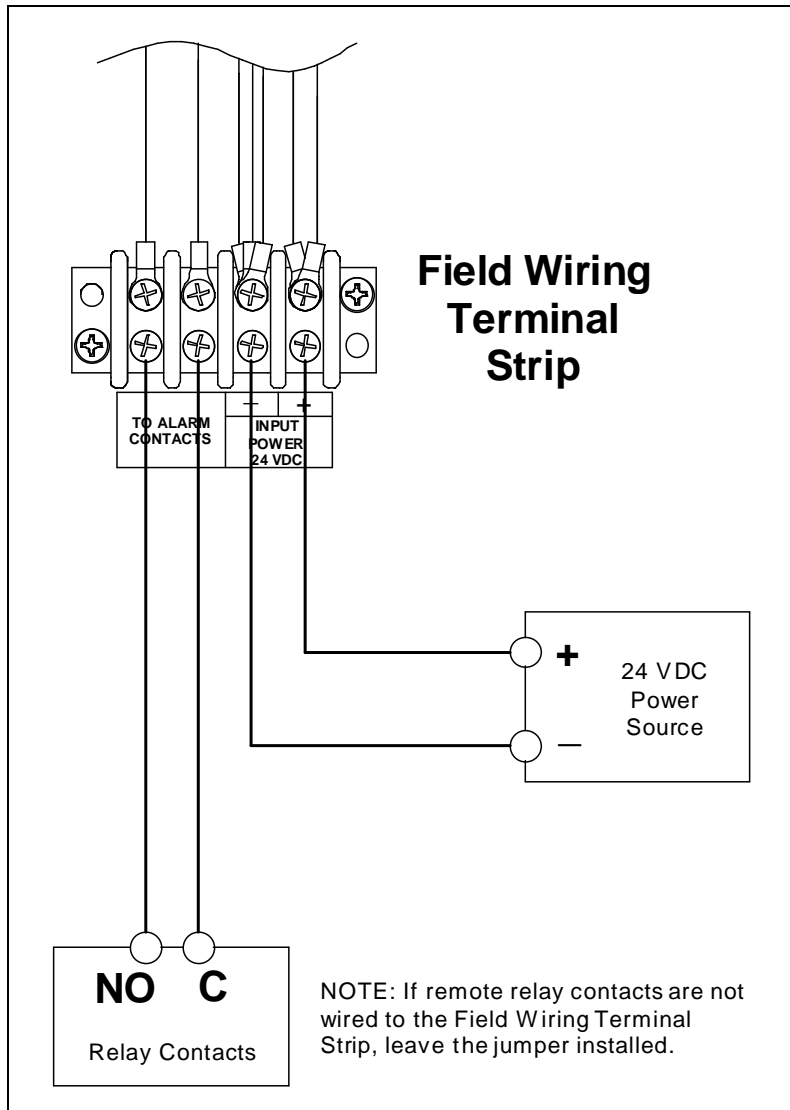 Field Wiring
Terminal
Strip
– +
TO ALARM
CONTACTS
INPUT
POWER
24 VDC
+
–
24 VDC
Power
Source
NO C
Relay Contacts
NOTE: If remote relay contacts are not
wired to the Field Wiring Terminal
Strip, leave the jumper installed.